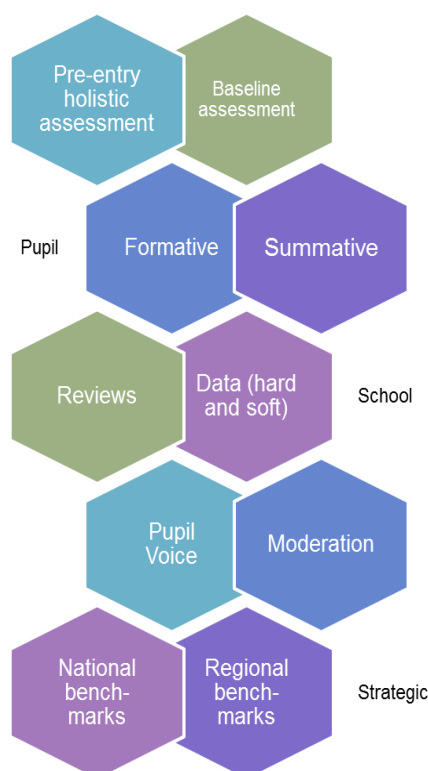 Pre-entry
holistic
assessment
Baseline
assessment
Pupil
Formative
Summative
Reviews
Data (hard
and soft)
School
Pupil
Voice
Moderation
National
bench-
marks
Regional
bench-
marks
Strategic